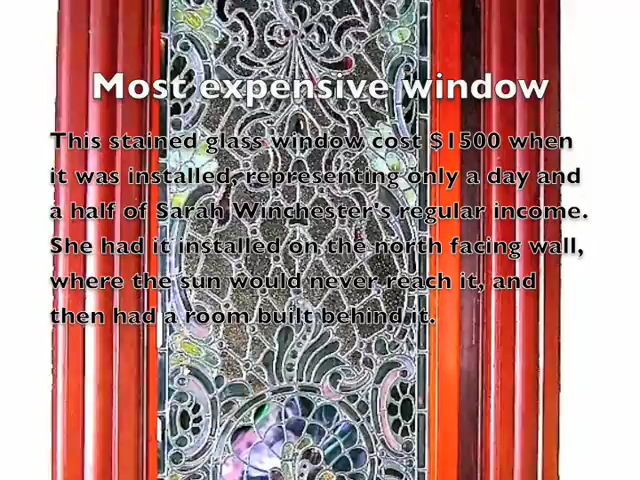 Most expensive window
This stained glass window cost $1500 when
it was installed, representing only a day and
a half of Sarah Winchester's regular income.
She had it installed on the north facing wall,
where the sun would never reach it, and
then had a room built behind it.